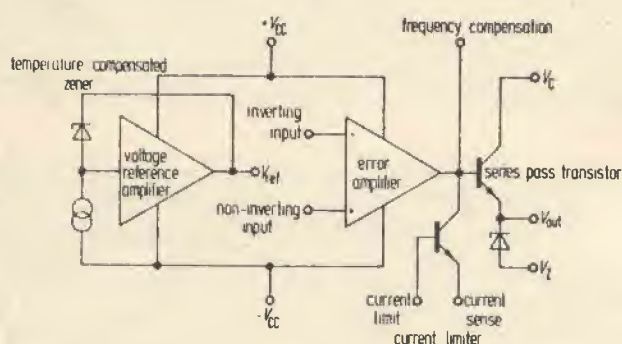 +VCC
frequency compensation
temperature compensated
zener
VC
inverting
input
voltage
reference
amplifier
Vref
error
amplifier
series pass transistor
non-inverting
input
Vout
VZ
-VCC
current
limit
current
sense
current limiter